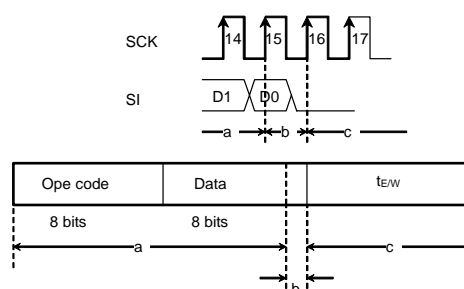 SCK 14 15 16 17
SI D1 D0
a b c
Ope code Data tE/W
8 bits 8 bits
a c
b